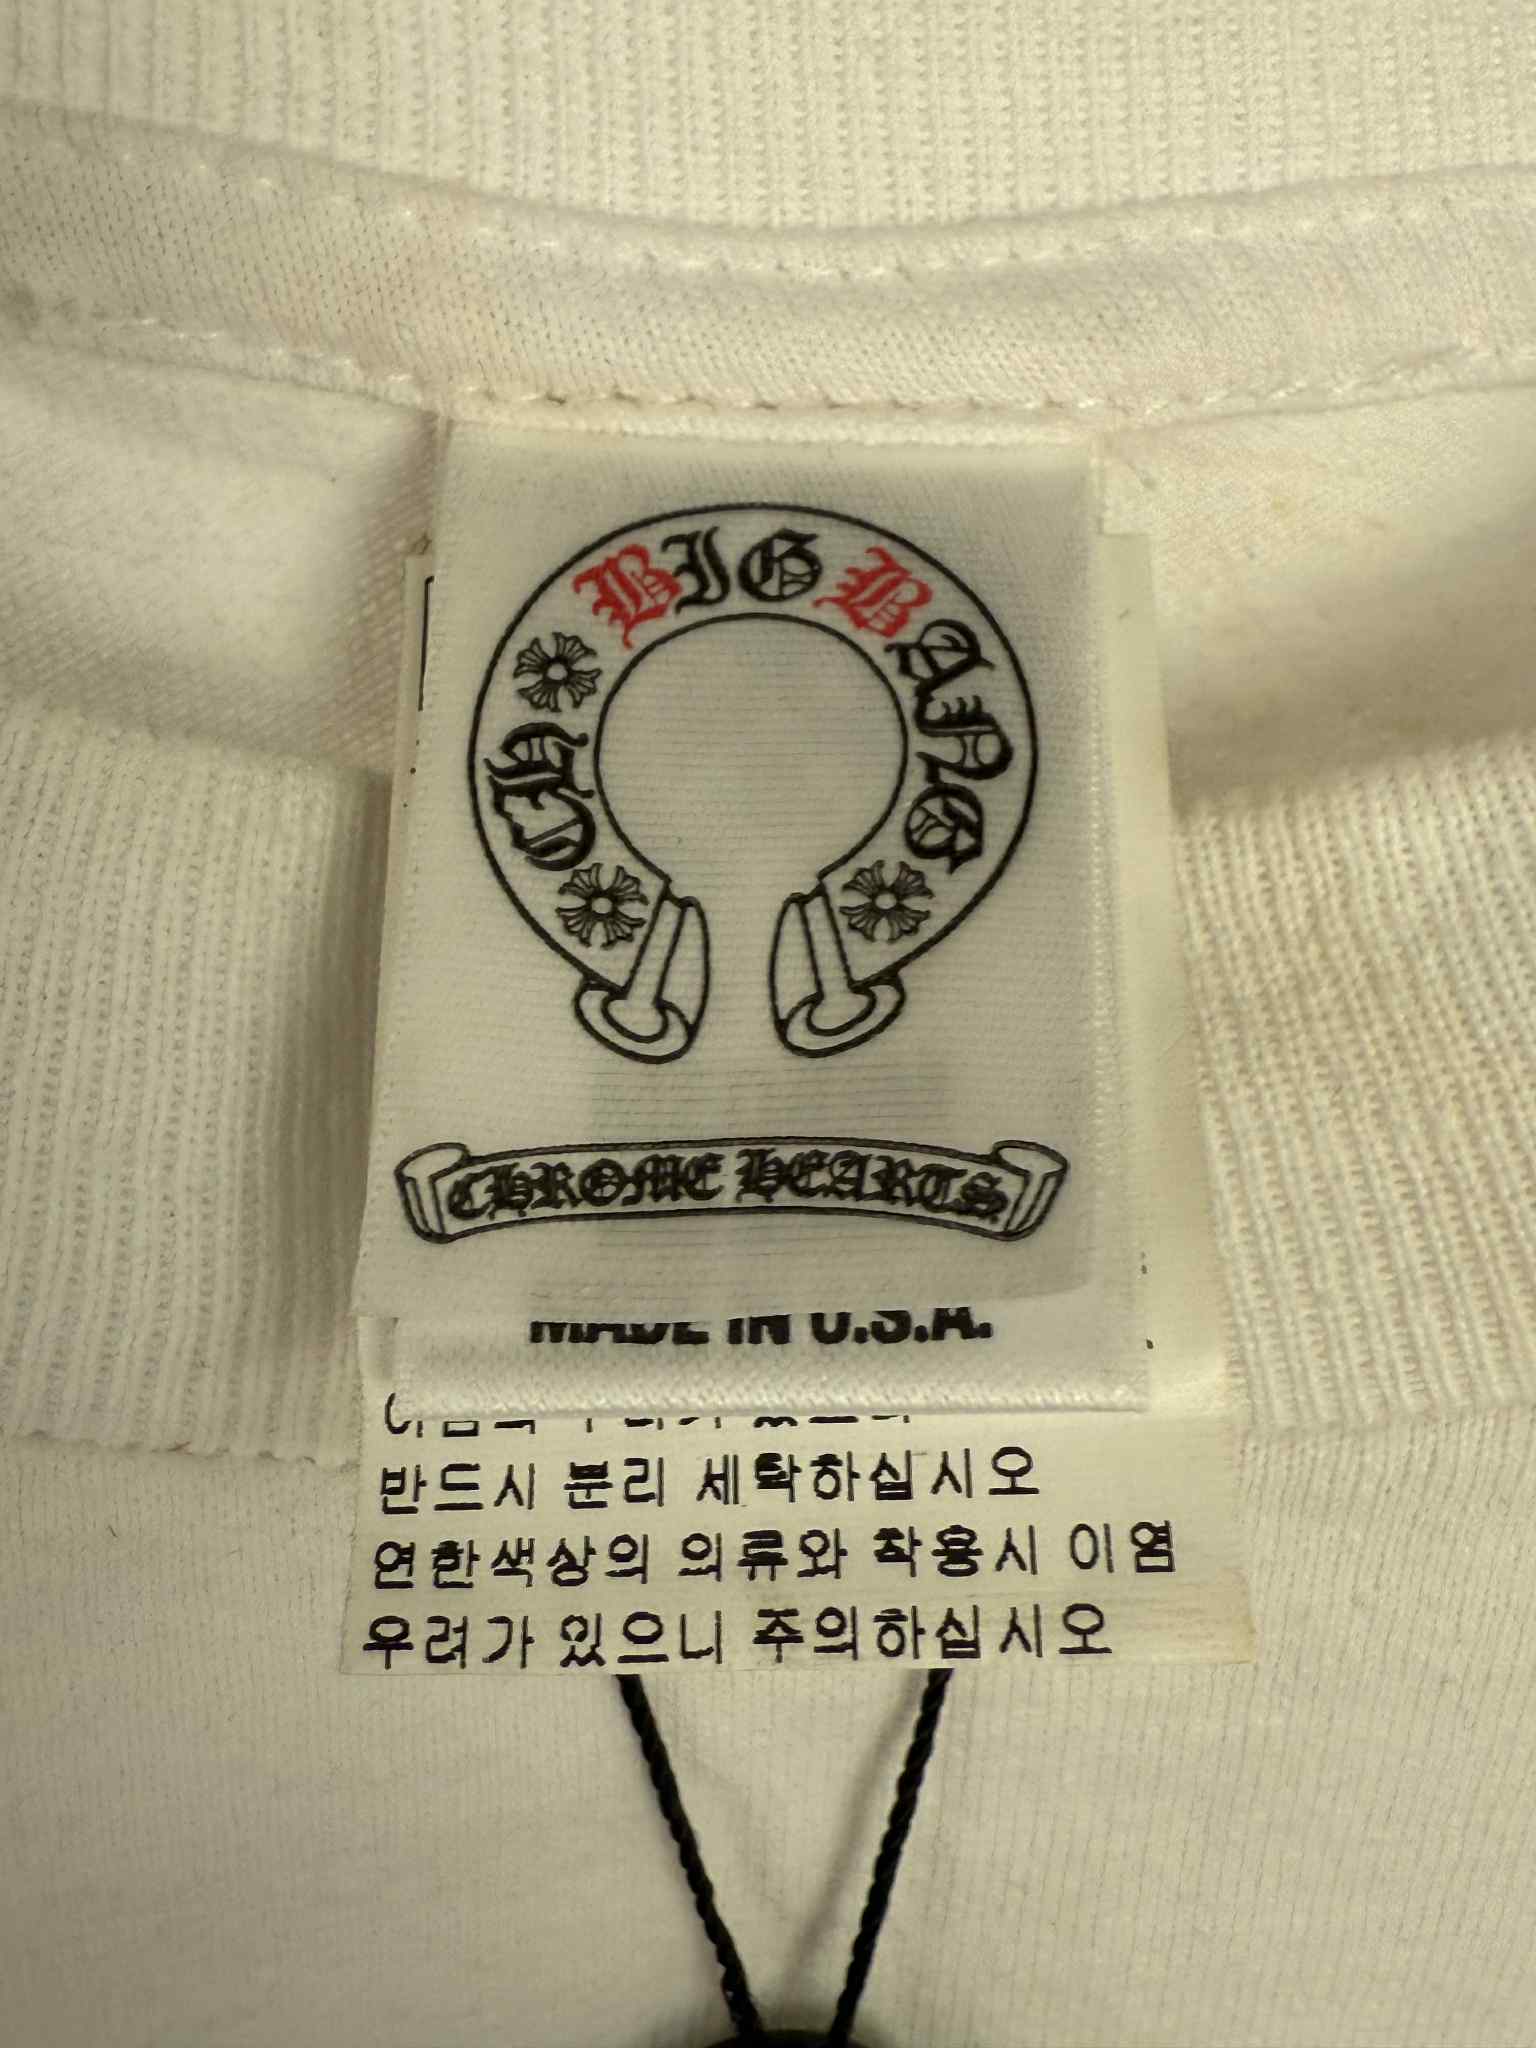 CH BIG BANG
CHROME HEARTS
MADE IN U.S.A.
반드시 분리 세탁하십시오
연한색상의 의류와 착용시 이염
우려가 있으니 주의하십시오